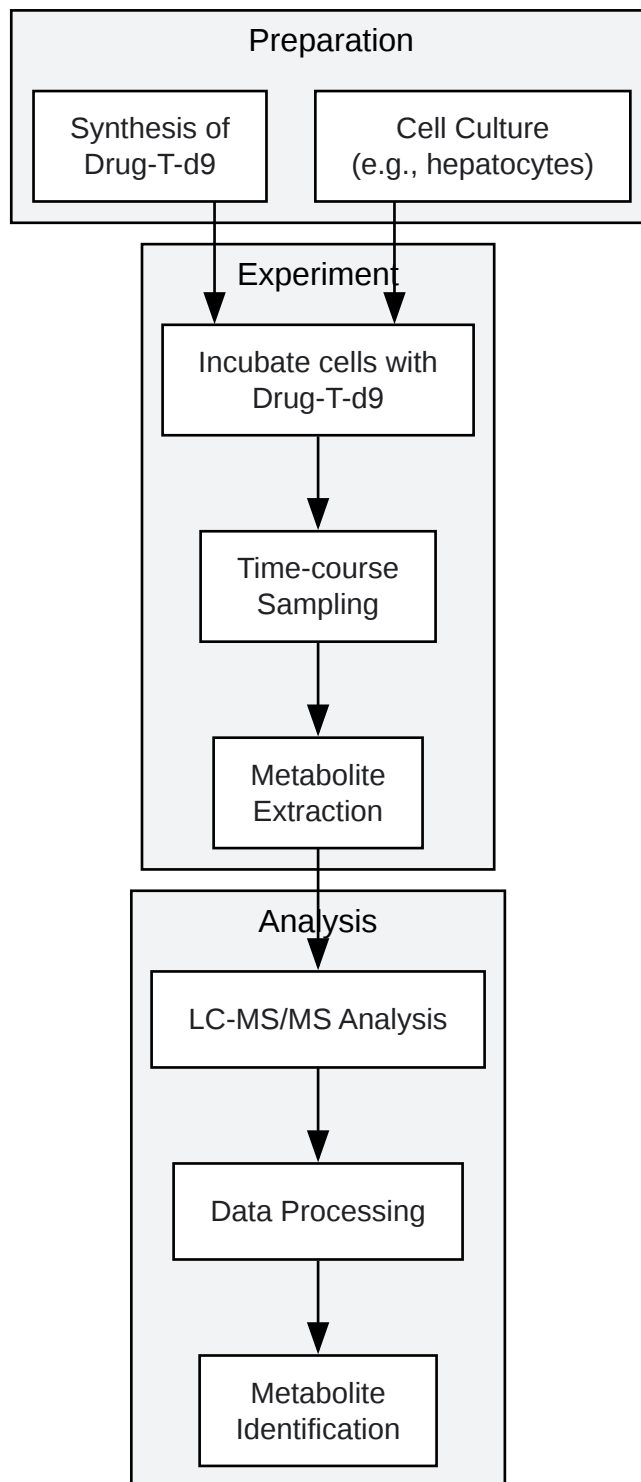 Preparation
Synthesis of
Drug-T-d9
Cell Culture
(e.g., hepatocytes)
Experiment
Incubate cells with
Drug-T-d9
Time-course
Sampling
Metabolite
Extraction
Analysis
LC-MS/MS Analysis
Data Processing
Metabolite
Identification